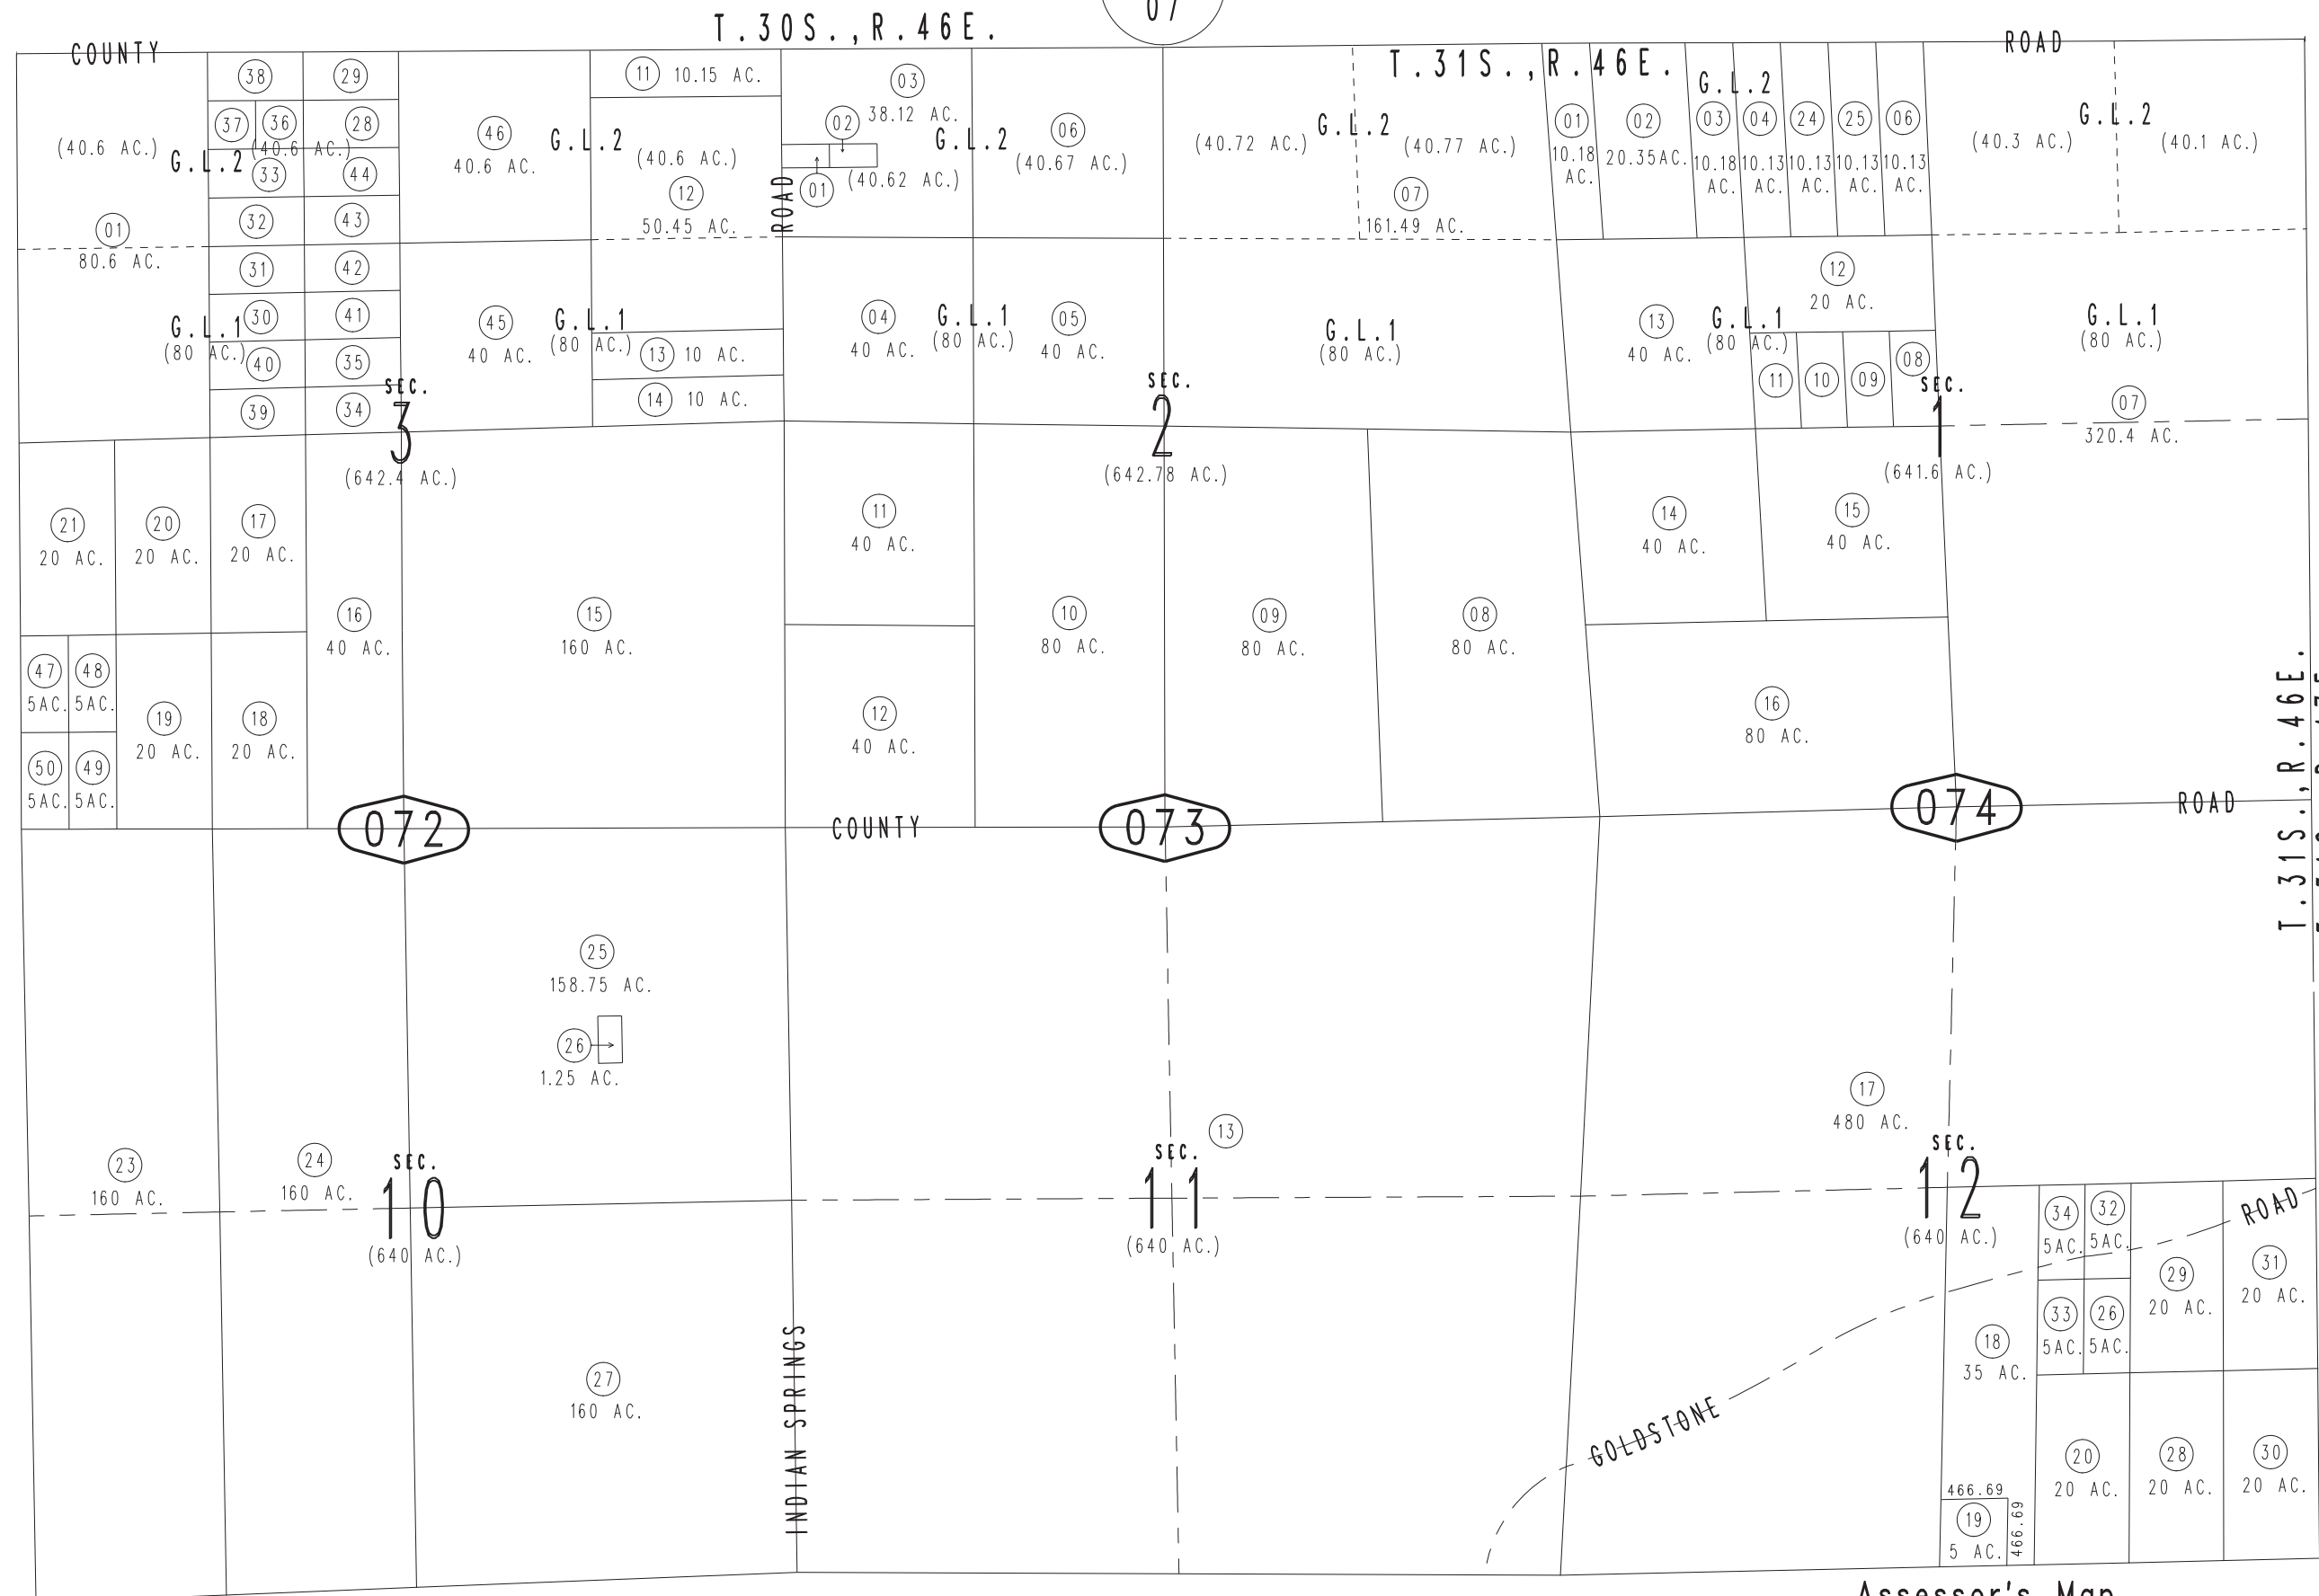 07
T.30S.,R.46E.
T.31S.,R.46E.
COUNTY
ROAD
38
29
11 10.15 AC.
03
38.12 AC.
G.L.2
37
36
28
(40.6 AC.)
G.L.2
(40.6 AC.)
33
44
46
40.6 AC.
G.L.2
(40.6 AC.)
12
50.45 AC.
ROAD
02
01
(40.62 AC.)
G.L.2
06
(40.67 AC.)
(40.72 AC.)
G.L.2
(40.77 AC.)
07
161.49 AC.
01
10.18
AC.
02
20.35AC.
03
10.18
AC.
04
10.13
AC.
24
10.13
AC.
25
10.13
AC.
06
10.13
AC.
(40.3 AC.)
G.L.2
(40.1 AC.)
01
80.6 AC.
32
43
31
42
G.L.1
(80 AC.)
30
41
40
35
39
34
45
40 AC.
G.L.1
(80 AC.)
13 10 AC.
14 10 AC.
04
40 AC.
G.L.1
(80 AC.)
05
40 AC.
G.L.1
(80 AC.)
13
40 AC.
G.L.1
(80 AC.)
12
20 AC.
11
10
09
08
G.L.1
(80 AC.)
07
320.4 AC.
SEC.
3
(642.4 AC.)
SEC.
2
(642.78 AC.)
SEC.
1
(641.6 AC.)
21
20 AC.
20
20 AC.
17
20 AC.
16
40 AC.
15
160 AC.
11
40 AC.
10
80 AC.
09
80 AC.
08
80 AC.
14
40 AC.
15
40 AC.
47
5AC.
48
5AC.
19
20 AC.
18
20 AC.
12
40 AC.
16
80 AC.
50
5AC.
49
5AC.
T.31S.,R.46E.
072
COUNTY
073
074
ROAD
25
158.75 AC.
26
1.25 AC.
23
160 AC.
24
160 AC.
SEC.
10
(640 AC.)
13
SEC.
11
(640 AC.)
17
480 AC.
SEC.
12
(640 AC.)
27
160 AC.
INDIAN SPRINGS
GOLDSTONE
ROAD
34
5AC.
32
5AC.
29
20 AC.
31
20 AC.
33
5AC.
26
5AC.
18
35 AC.
20
20 AC.
28
20 AC.
30
20 AC.
466.69
466.69
19
5 AC.
Assessor's Map